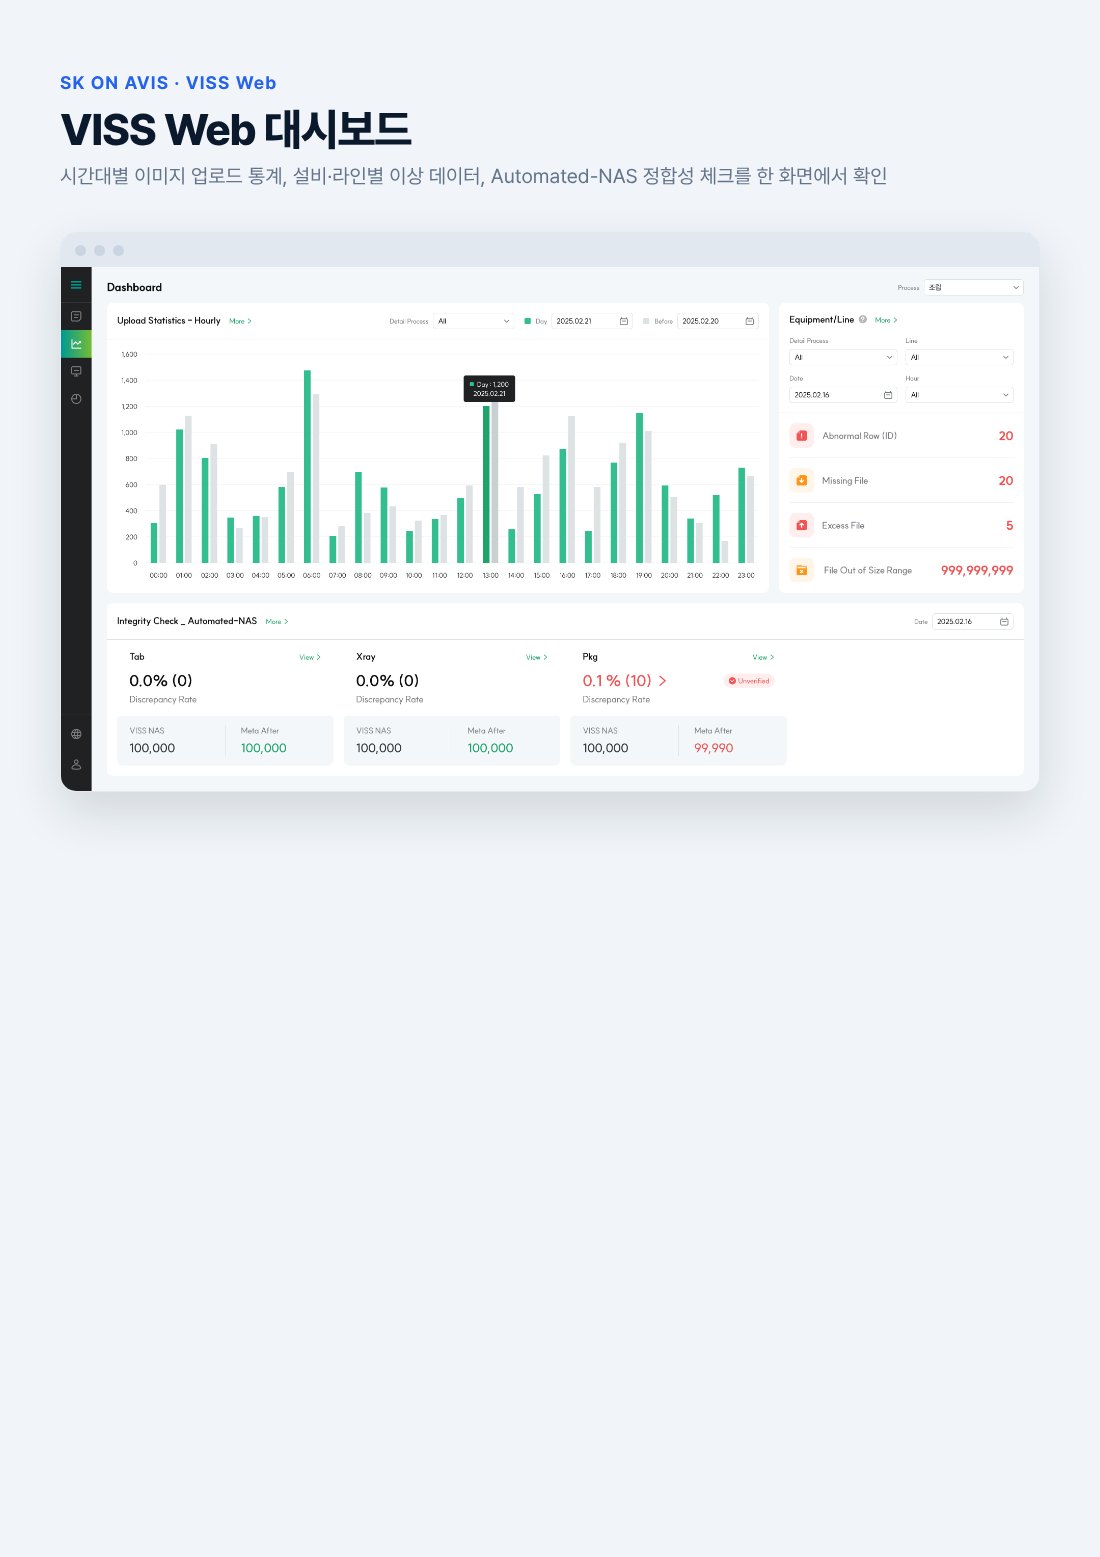 SK ON AVIS · VISS Web
VISS Web 대시보드
시간대별 이미지 업로드 통계, 설비·라인별 이상 데이터, Automated-NAS 정합성 체크를 한 화면에서 확인
Dashboard
Process 조립
Upload Statistics - Hourly More >
Detail Process All
Day 2025.02.21
Before 2025.02.20
1,600
1,400
1,200
1,000
800
600
400
200
0
Day : 1,200
2025.02.21
00:00 01:00 02:00 03:00 04:00 05:00 06:00 07:00 08:00 09:00 10:00 11:00 12:00 13:00 14:00 15:00 16:00 17:00 18:00 19:00 20:00 21:00 22:00 23:00
Equipment/Line ? More >
Detail Process Line
All All
Date Hour
2025.02.16 All
Abnormal Row (ID) 20
Missing File 20
Excess File 5
File Out of Size Range 999,999,999
Integrity Check _ Automated-NAS More >
Date 2025.02.16
Tab View >
0.0% (0)
Discrepancy Rate
VISS NAS Meta After
100,000 100,000
Xray View >
0.0% (0)
Discrepancy Rate
VISS NAS Meta After
100,000 100,000
Pkg View >
0.1 % (10) > Unverified
Discrepancy Rate
VISS NAS Meta After
100,000 99,990